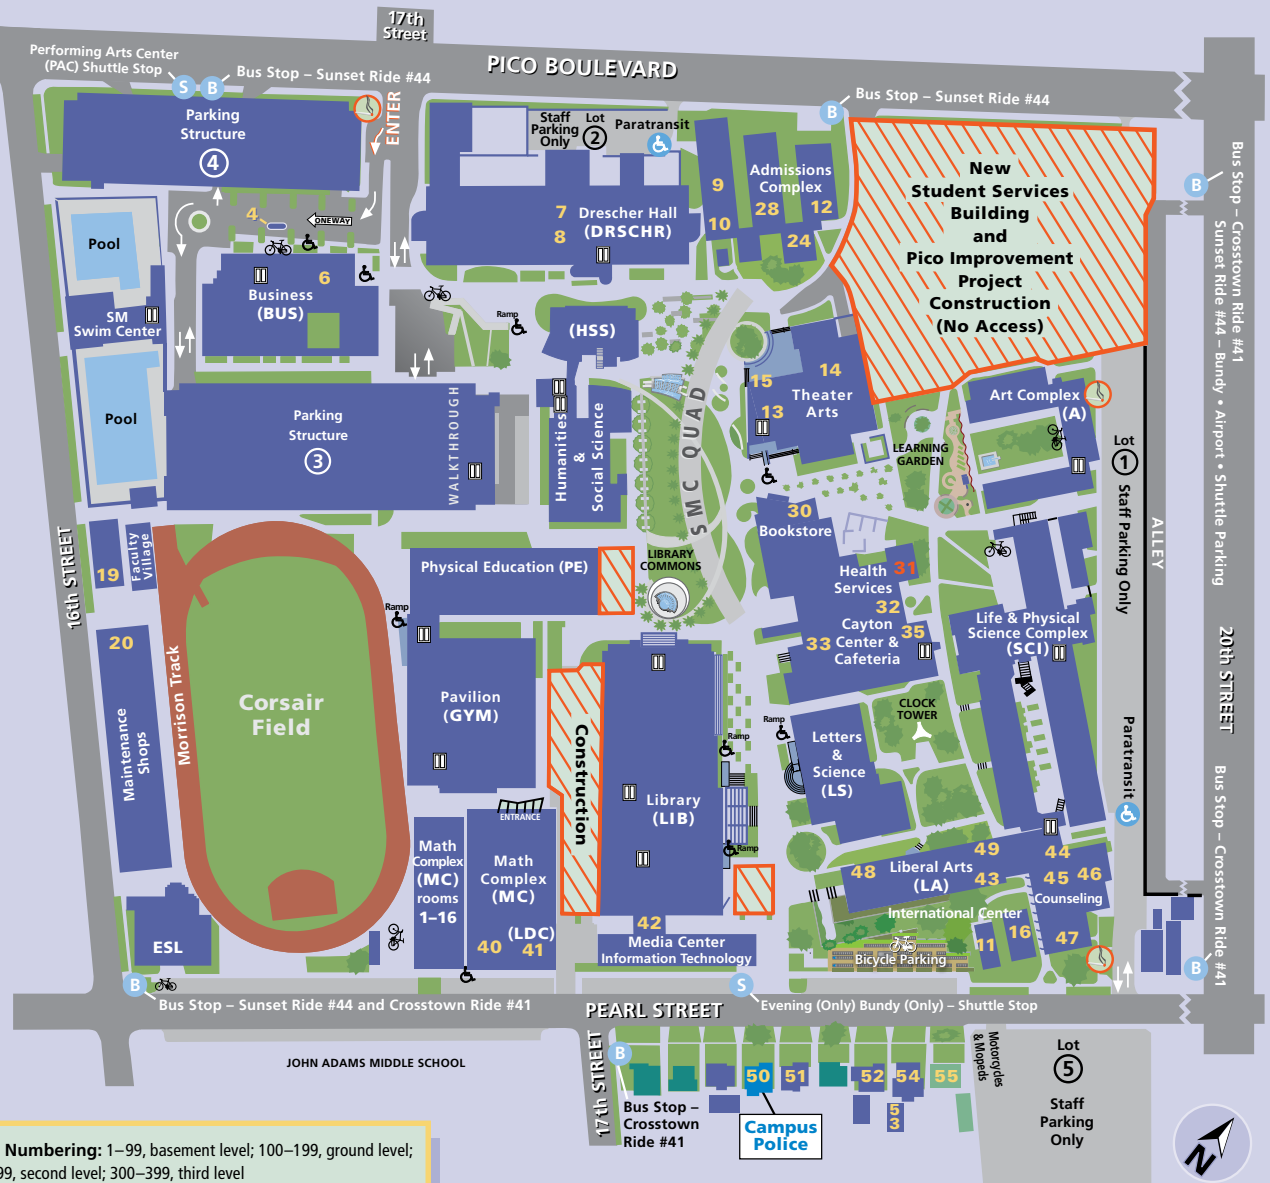 17th
Street
PICO BOULEVARD
Performing Arts Center
(PAC) Shuttle Stop
S
B
Bus Stop – Sunset Ride #44
ENTER
Parking
Structure
4
Staff
Parking
Only
Lot
2
Paratransit
B
Bus Stop – Sunset Ride #44
9
10
Admissions
Complex
28
12
24
New
Student Services
Building
and
Pico Improvement
Project
Construction
(No Access)
B
Bus Stop – Crosstown Ride #41
Sunset Ride #44 – Bundy • Airport • Shuttle Parking
4
ONEWAY
7
8
Drescher Hall
(DRSCHR)
Pool
SM
Swim Center
6
Business
(BUS)
Ramp
(HSS)
14
15
13
Theater
Arts
Art Complex
(A)
Pool
Parking
Structure
3
WALKTHROUGH
Humanities
&
Social Science
SMC QUAD
LEARNING
GARDEN
Lot
1
Staff Parking Only
ALLEY
16th STREET
19
Faculty
Village
30
Bookstore
Physical Education (PE)
LIBRARY
COMMONS
Health
Services
31
32
Cayton
Center &
Cafeteria
33
35
Life & Physical
Science Complex
(SCI)
Ramp
20
Maintenance
Shops
Morrison Track
Corsair
Field
Pavilion
(GYM)
Construction
Library
(LIB)
Ramp
Ramp
Ramp
CLOCK
TOWER
Letters
&
Science
(LS)
Paratransit
20th STREET
Bus Stop – Crosstown Ride #41
B
ENTRANCE
Math
Complex
(MC)
rooms
1–16
Math
Complex
(MC)
(LDC)
40
41
ESL
48
Liberal Arts
(LA)
49
43
44
45
46
Counseling
International Center
11
16
47
Bicycle Parking
42
Media Center
Information Technology
B
Bus Stop – Sunset Ride #44 and Crosstown Ride #41
PEARL STREET
S
Evening (Only) Bundy (Only) – Shuttle Stop
JOHN ADAMS MIDDLE SCHOOL
17th STREET
B
Bus Stop –
Crosstown
Ride #41
50
51
52
54
55
53
Campus
Police
Motorcycles
& Mopeds
Lot
5
Staff
Parking
Only
N
Numbering: 1–99, basement level; 100–199, ground level;
99, second level; 300–399, third level